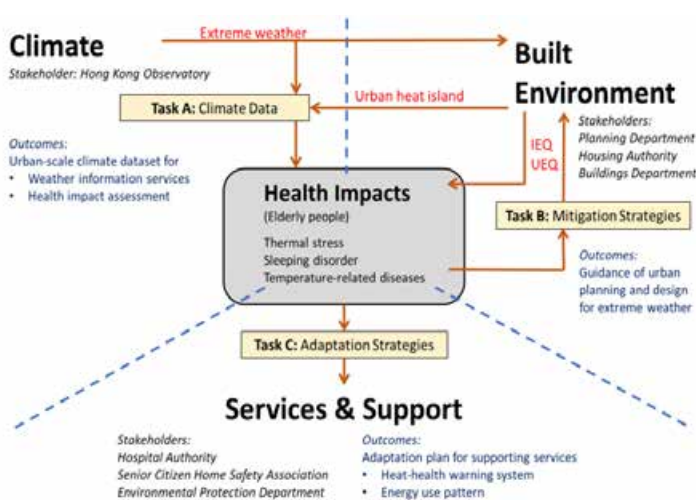 Climate
Extreme weather
Stakeholder: Hong Kong Observatory
Task A: Climate Data
Urban heat island
Outcomes:
Urban-scale climate dataset for
• Weather information services
• Health impact assessment
Built
Environment
Stakeholders:
Planning Department
Housing Authority
Buildings Department
IEQ
UEQ
Health Impacts
(Elderly people)
Thermal stress
Sleeping disorder
Temperature-related diseases
Task B: Mitigation Strategies
Outcomes:
Guidance of urban
planning and design
for extreme weather
Task C: Adaptation Strategies
Services & Support
Stakeholders:
Hospital Authority
Senior Citizen Home Safety Association
Environmental Protection Department
Outcomes:
Adaptation plan for supporting services
• Heat-health warning system
• Energy use pattern